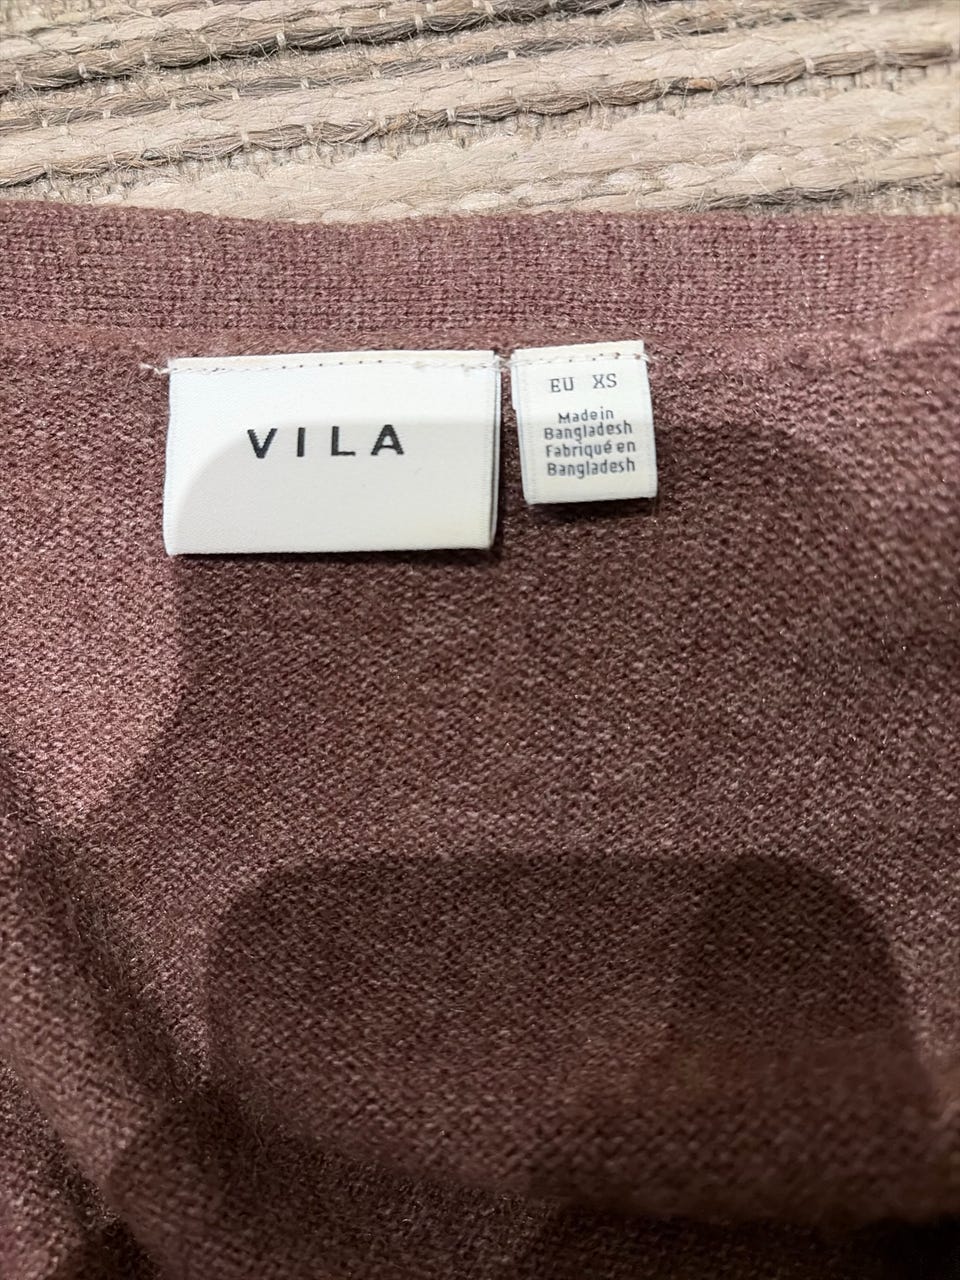 VILA
EU XS
Made in
Bangladesh
Fabriqué en
Bangladesh